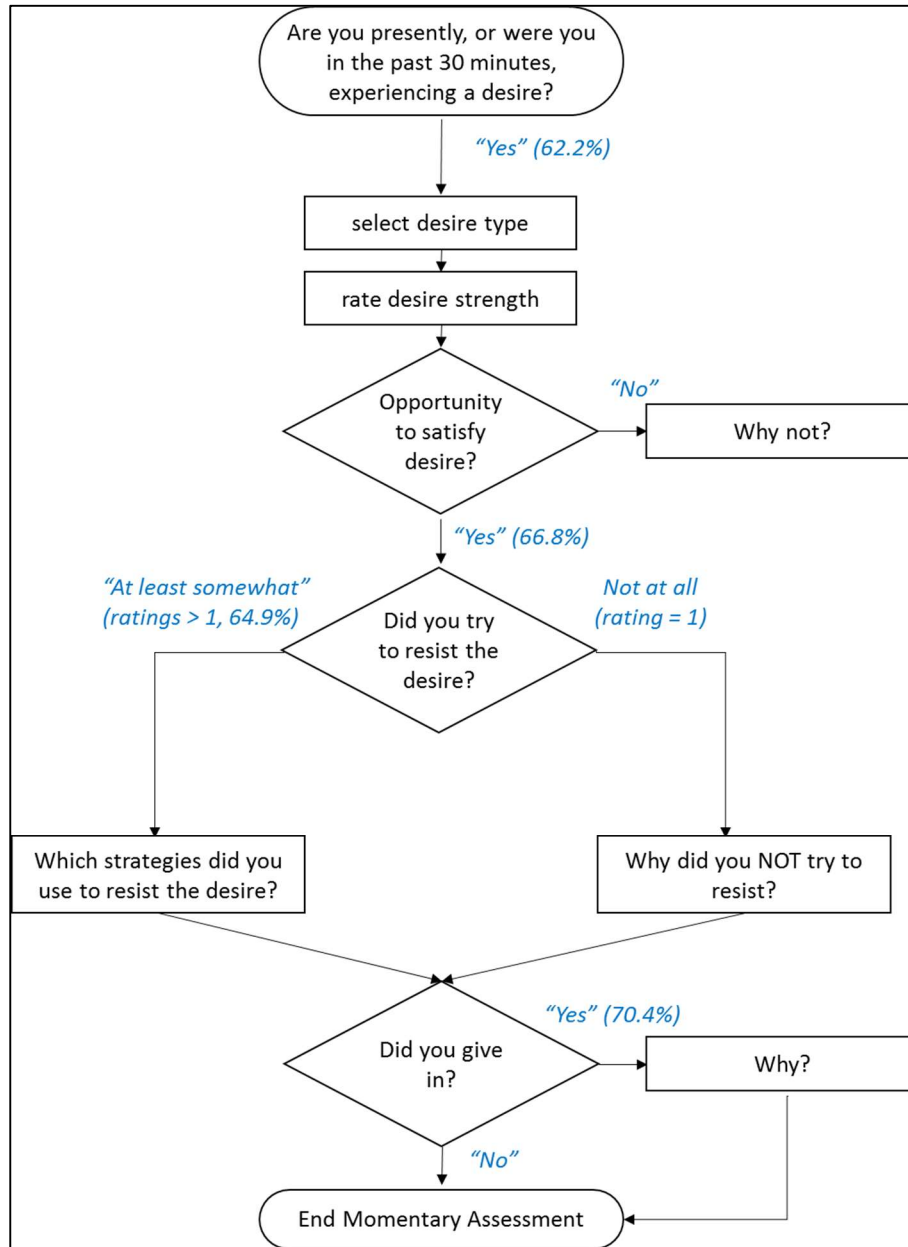 Are you presently, or were you
in the past 30 minutes,
experiencing a desire?
“Yes” (62.2%)
select desire type
rate desire strength
Opportunity
to satisfy
desire?
“No”
Why not?
“Yes” (66.8%)
“At least somewhat”
(ratings > 1, 64.9%)
Not at all
(rating = 1)
Did you try
to resist the
desire?
Which strategies did you
use to resist the desire?
Why did you NOT try to
resist?
Did you give
in?
“Yes” (70.4%)
Why?
“No”
End Momentary Assessment